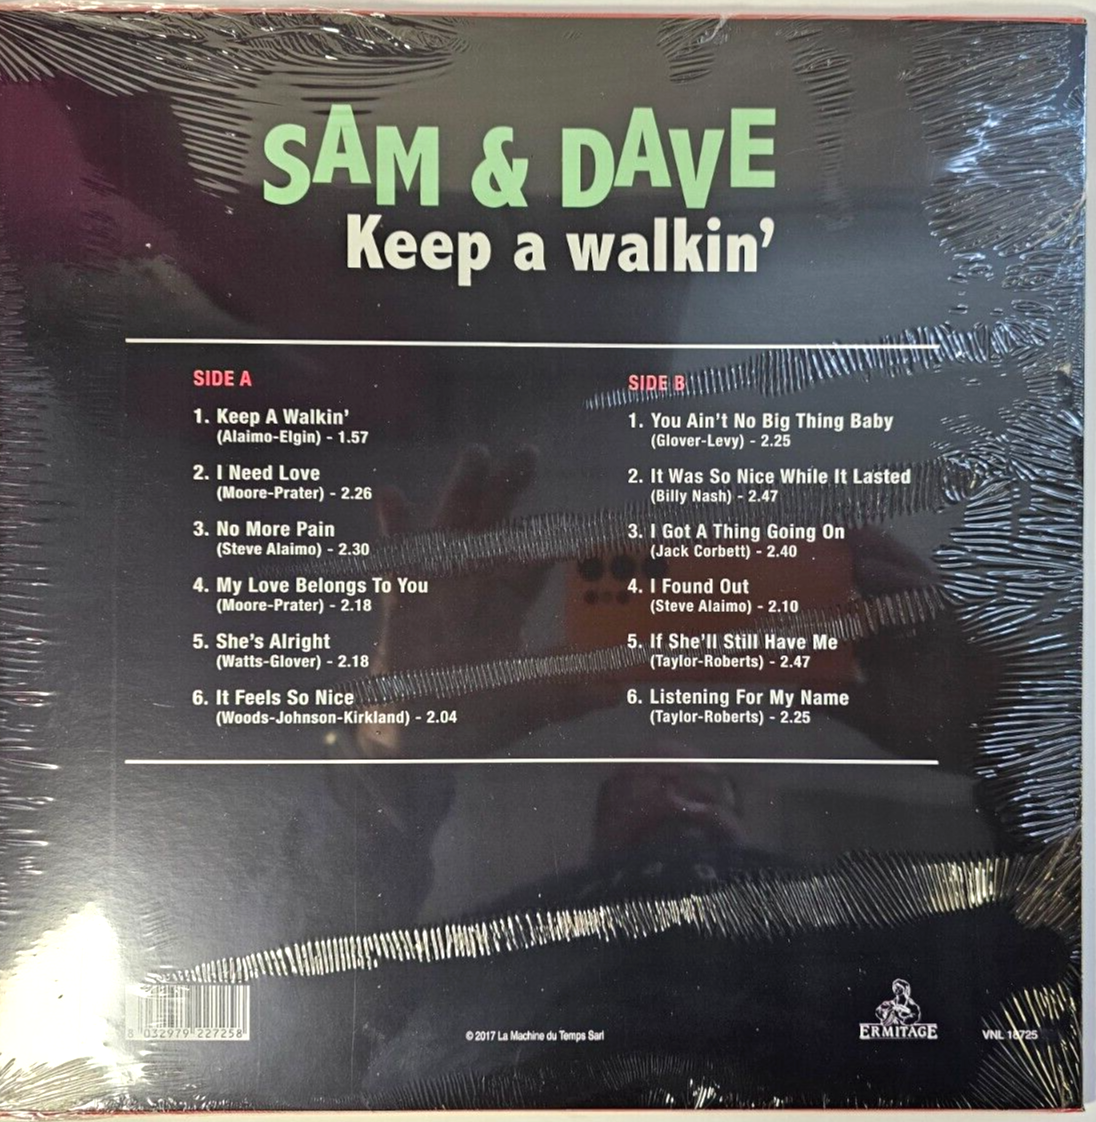 SAM & DAVE
Keep a walkin'
SIDE A
1. Keep A Walkin'
(Alaimo-Elgin) - 1.57
2. I Need Love
(Moore-Prater) - 2.26
3. No More Pain
(Steve Alaimo) - 2.30
4. My Love Belongs To You
(Moore-Prater) - 2.18
5. She's Alright
(Watts-Glover) - 2.18
6. It Feels So Nice
(Woods-Johnson-Kirkland) - 2.04
SIDE B
1. You Ain't No Big Thing Baby
(Glover-Levy) - 2.25
2. It Was So Nice While It Lasted
(Billy Nash) - 2.47
3. I Got A Thing Going On
(Jack Corbett) - 2.40
4. I Found Out
(Steve Alaimo) - 2.10
5. If She'll Still Have Me
(Taylor-Roberts) - 2.47
6. Listening For My Name
(Taylor-Roberts) - 2.25
8 032979 227258
© 2017 La Machine du Temps Sarl
ERMITAGE
VNL 18725